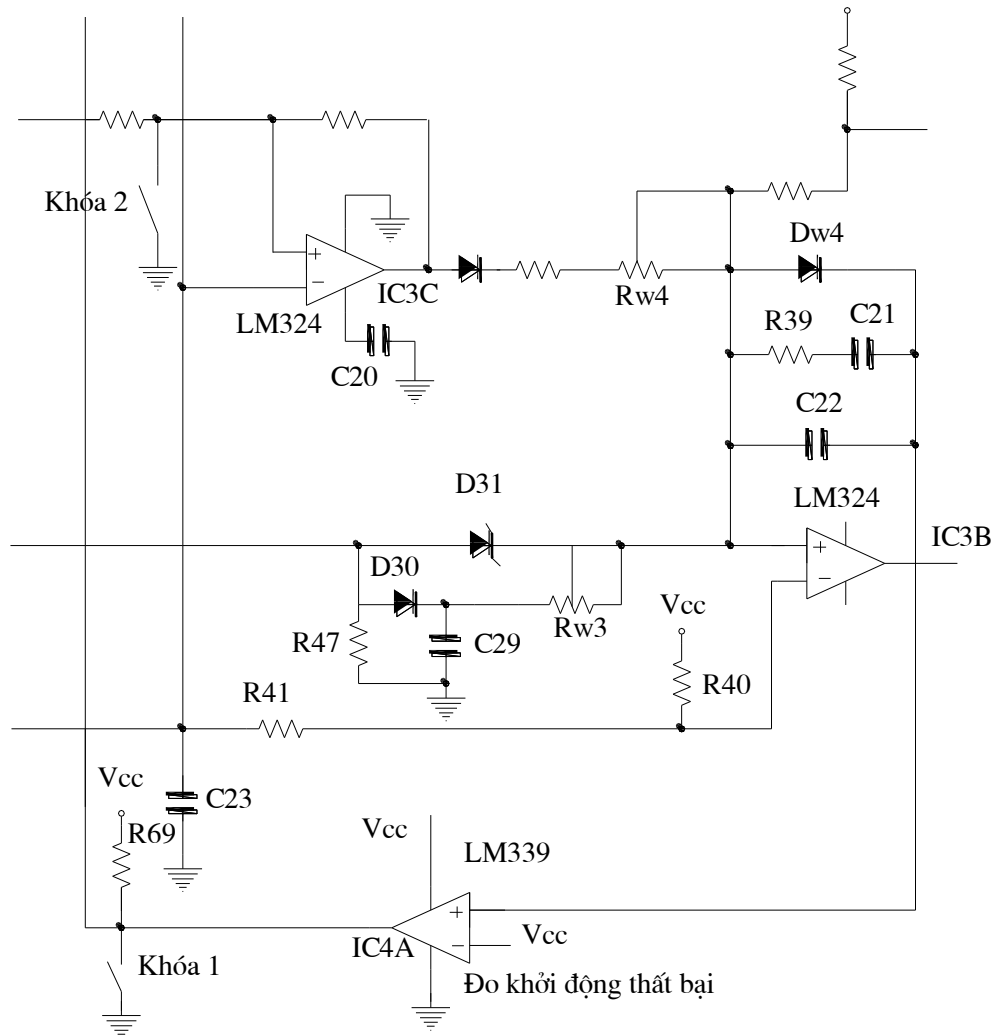 Khóa 2
+
−
IC3C
LM324
C20
Rw4
Dw4
R39
C21
C22
LM324
D31
+
−
IC3B
D30
Rw3
Vcc
R47
C29
R40
R41
Vcc
C23
R69
Vcc
LM339
+
−
Vcc
IC4A
Khóa 1
Đo khởi động thất bại